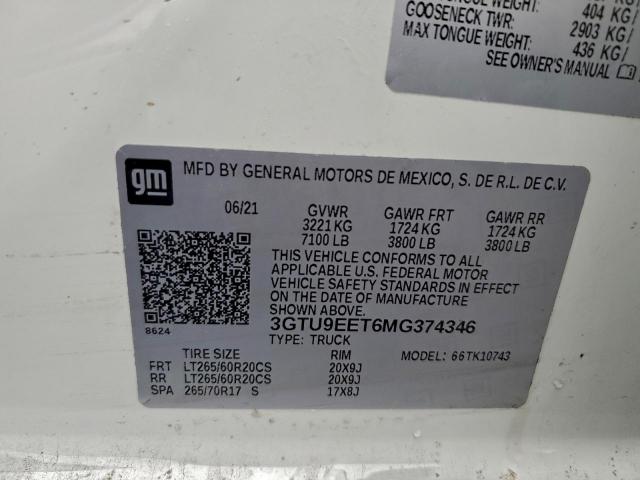 404 KG/
GOOSENECK TWR: 2903 KG/
MAX TONGUE WEIGHT: 436 KG/
SEE OWNER'S MANUAL
gm
MFD BY GENERAL MOTORS DE MEXICO, S. DE R.L. DE C.V.
06/21 GVWR GAWR FRT GAWR RR
3221 KG 1724 KG 1724 KG
7100 LB 3800 LB 3800 LB
THIS VEHICLE CONFORMS TO ALL
APPLICABLE U.S. FEDERAL MOTOR
VEHICLE SAFETY STANDARDS IN EFFECT
ON THE DATE OF MANUFACTURE
SHOWN ABOVE.
8624
3GTU9EET6MG374346
TYPE: TRUCK MODEL: 66TK10743
TIRE SIZE RIM
FRT LT265/60R20CS 20X9J
RR LT265/60R20CS 20X9J
SPA 265/70R17 S 17X8J